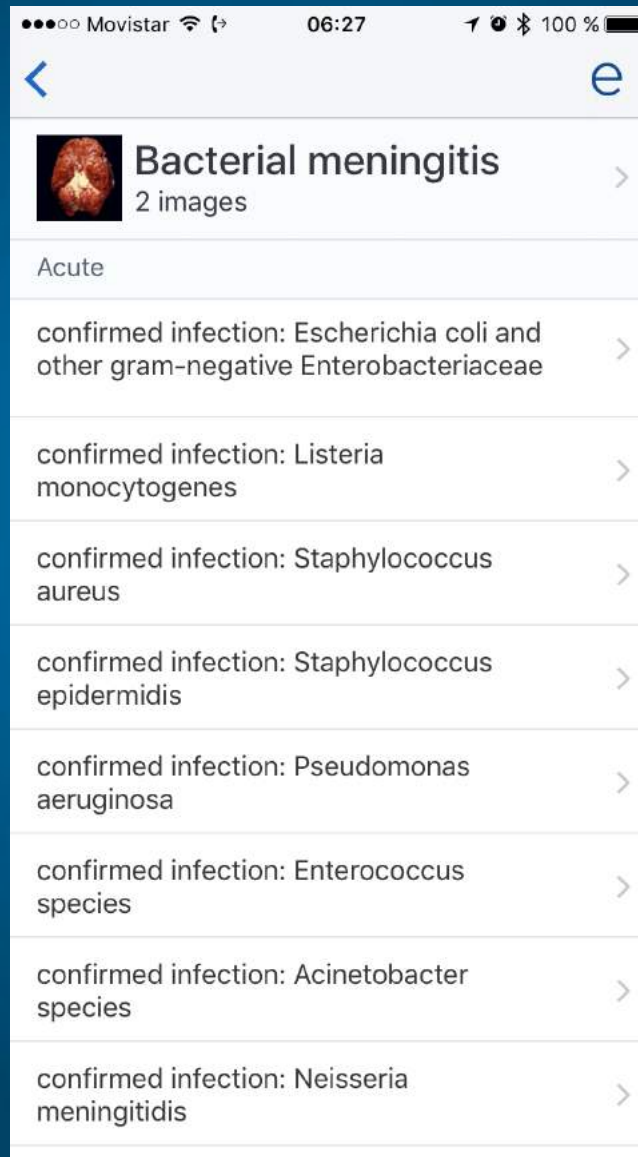 Movistar 06:27 100 %
e
Bacterial meningitis
2 images
Acute
confirmed infection: Escherichia coli and
other gram-negative Enterobacteriaceae
confirmed infection: Listeria
monocytogenes
confirmed infection: Staphylococcus
aureus
confirmed infection: Staphylococcus
epidermidis
confirmed infection: Pseudomonas
aeruginosa
confirmed infection: Enterococcus
species
confirmed infection: Acinetobacter
species
confirmed infection: Neisseria
meningitidis